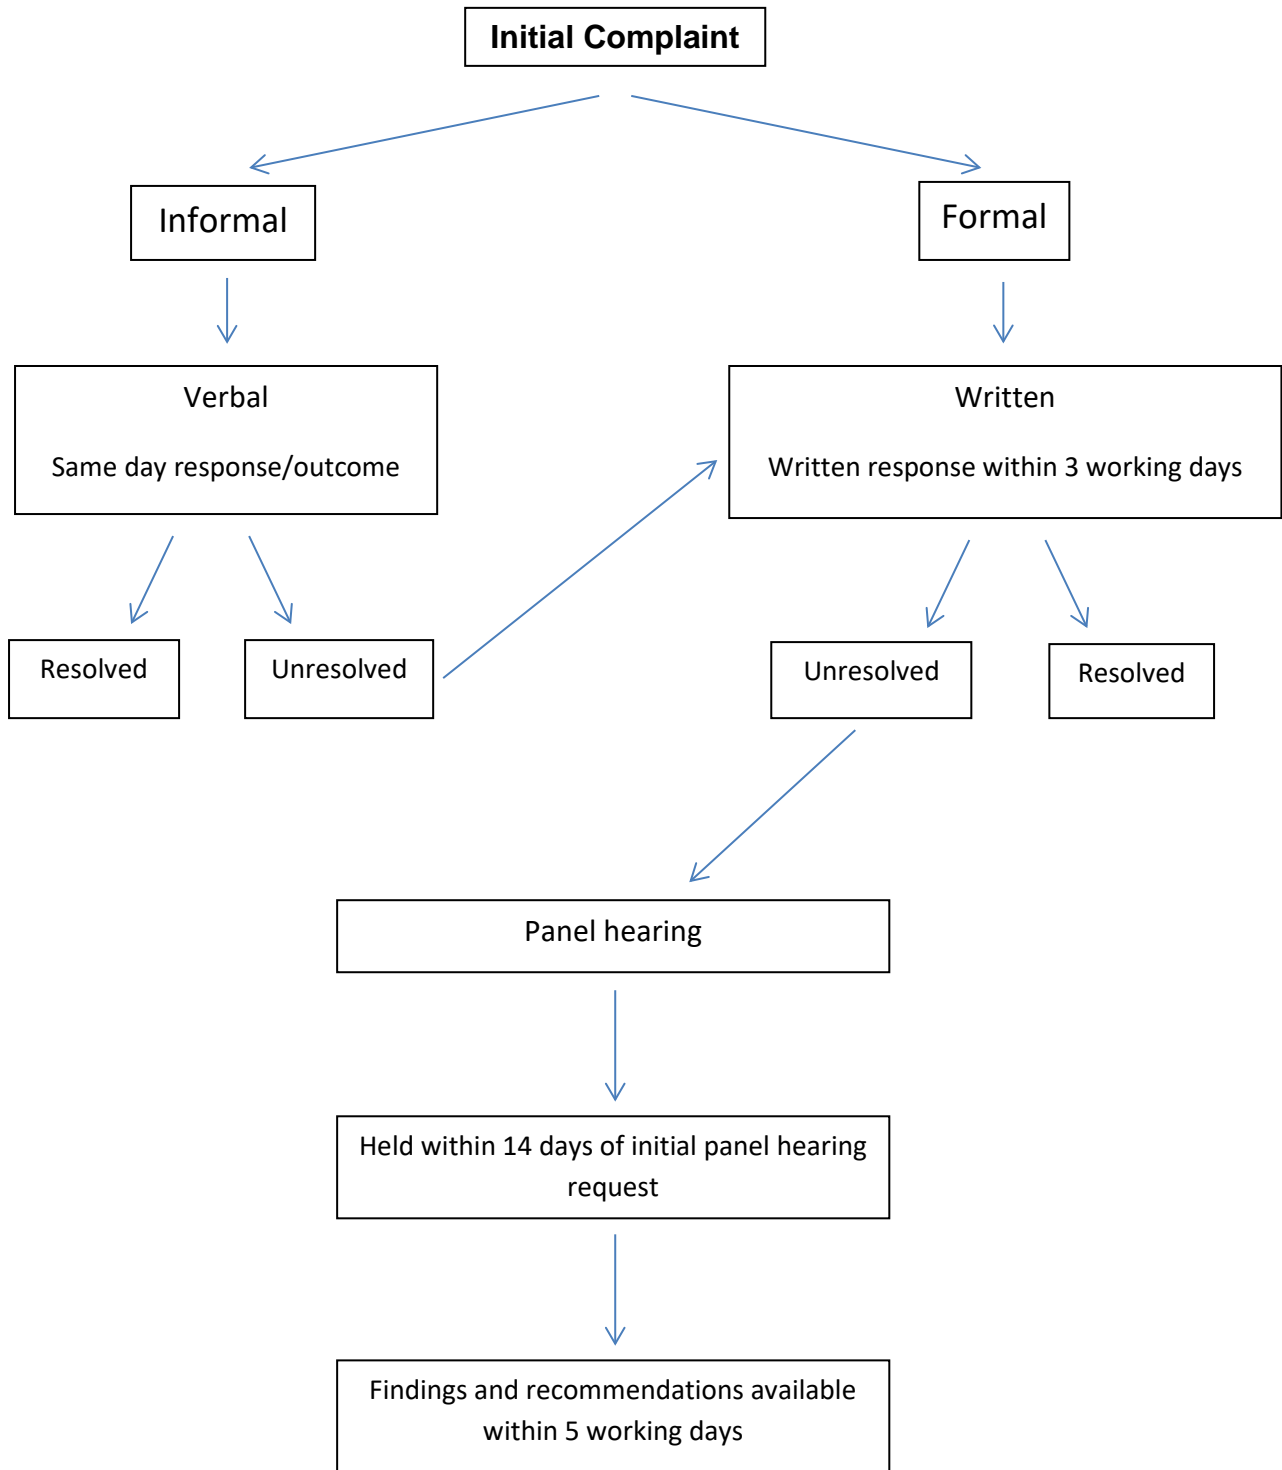 Initial Complaint
Informal
Formal
Verbal
Same day response/outcome
Written
Written response within 3 working days
Resolved
Unresolved
Unresolved
Resolved
Panel hearing
Held within 14 days of initial panel hearing
request
Findings and recommendations available
within 5 working days